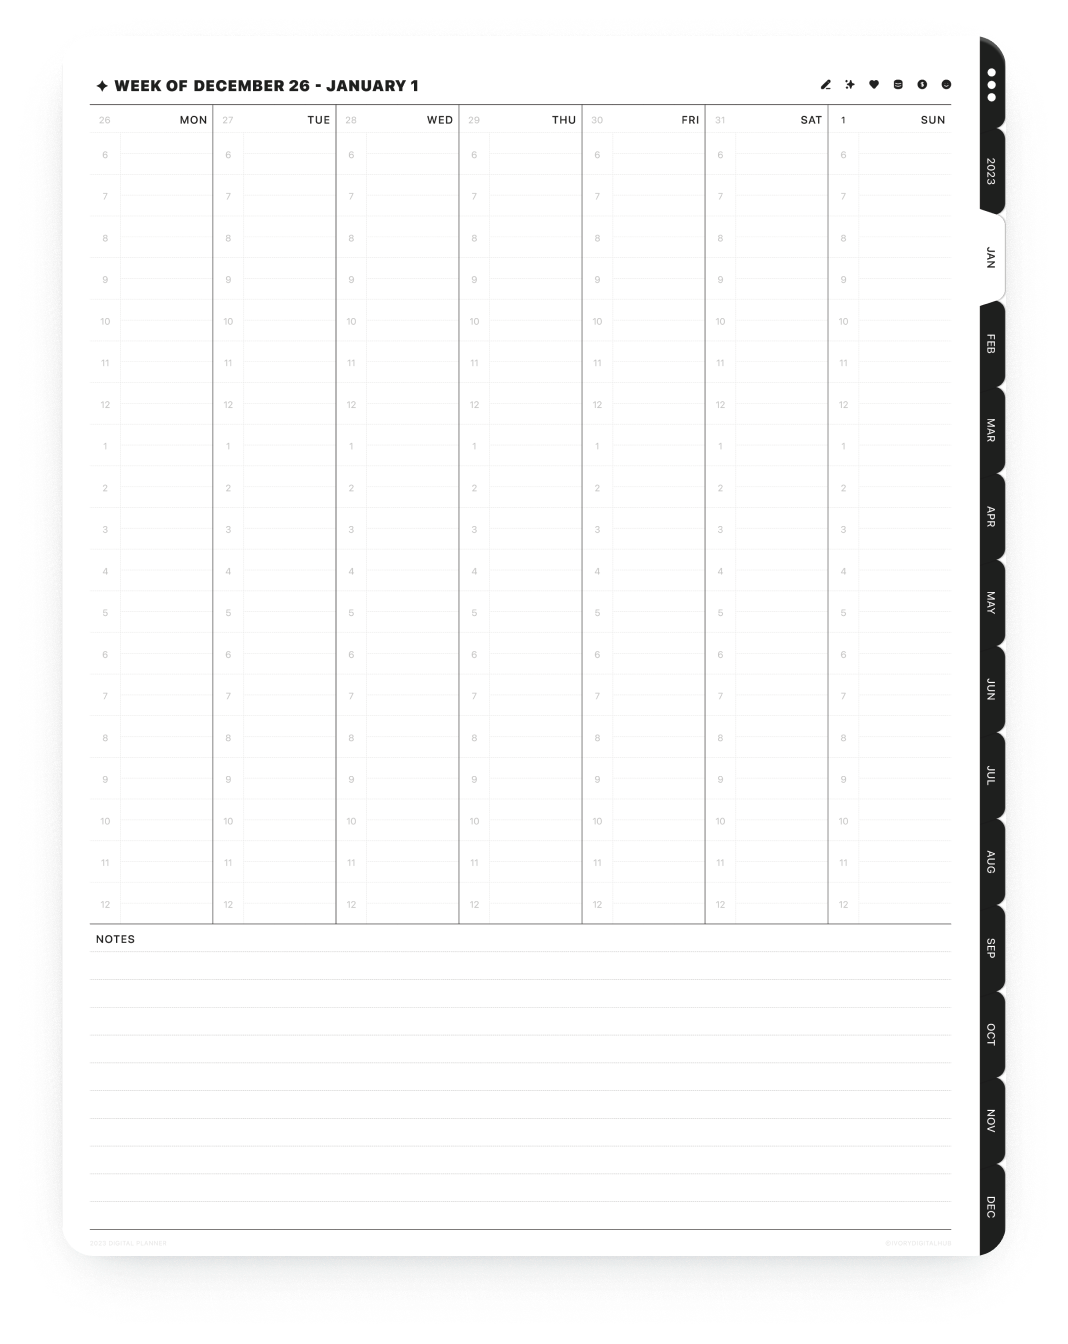 ✦ WEEK OF DECEMBER 26 - JANUARY 1
26 MON 27 TUE 28 WED 29 THU 30 FRI 31 SAT 1 SUN
6 6 6 6 6 6 6
7 7 7 7 7 7 7
8 8 8 8 8 8 8
9 9 9 9 9 9 9
10 10 10 10 10 10 10
11 11 11 11 11 11 11
12 12 12 12 12 12 12
1 1 1 1 1 1 1
2 2 2 2 2 2 2
3 3 3 3 3 3 3
4 4 4 4 4 4 4
5 5 5 5 5 5 5
6 6 6 6 6 6 6
7 7 7 7 7 7 7
8 8 8 8 8 8 8
9 9 9 9 9 9 9
10 10 10 10 10 10 10
11 11 11 11 11 11 11
12 12 12 12 12 12 12
NOTES
2023 DIGITAL PLANNER
2023
JAN
FEB
MAR
APR
MAY
JUN
JUL
AUG
SEP
OCT
NOV
DEC